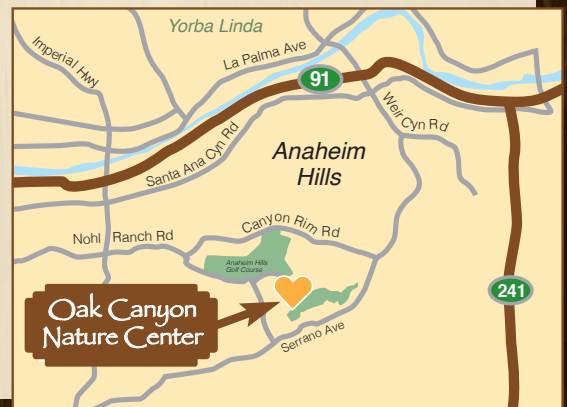 Yorba Linda
Imperial Hwy
La Palma Ave
91
Weir Cyn Rd
Santa Ana Cyn Rd
Anaheim
Hills
Canyon Rim Rd
Nohl Ranch Rd
Anaheim Hills
Golf Course
241
Oak Canyon
Nature Center
Serrano Ave